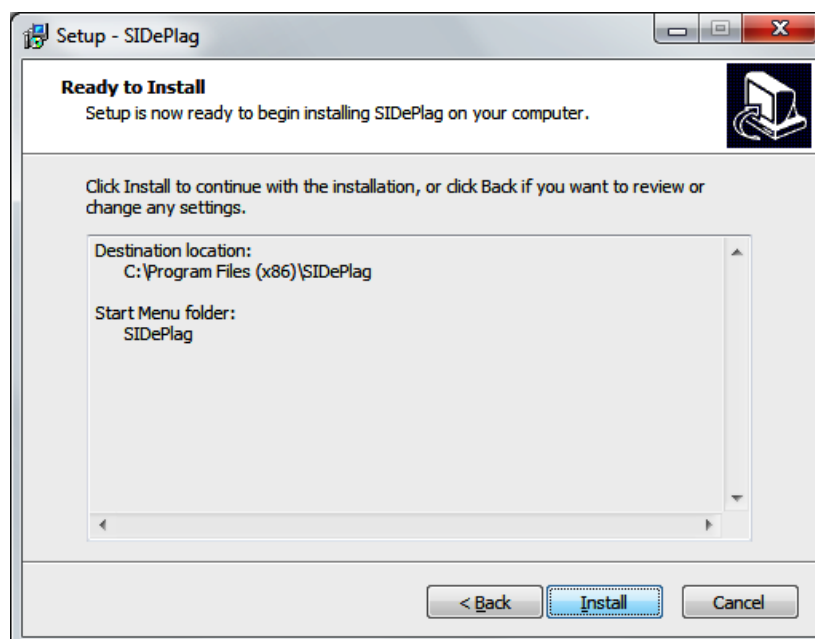 Setup - SIDePlag
Ready to Install
Setup is now ready to begin installing SIDePlag on your computer.
Click Install to continue with the installation, or click Back if you want to review or
change any settings.
Destination location:
C:\Program Files (x86)\SIDePlag
Start Menu folder:
SIDePlag
< Back
Install
Cancel